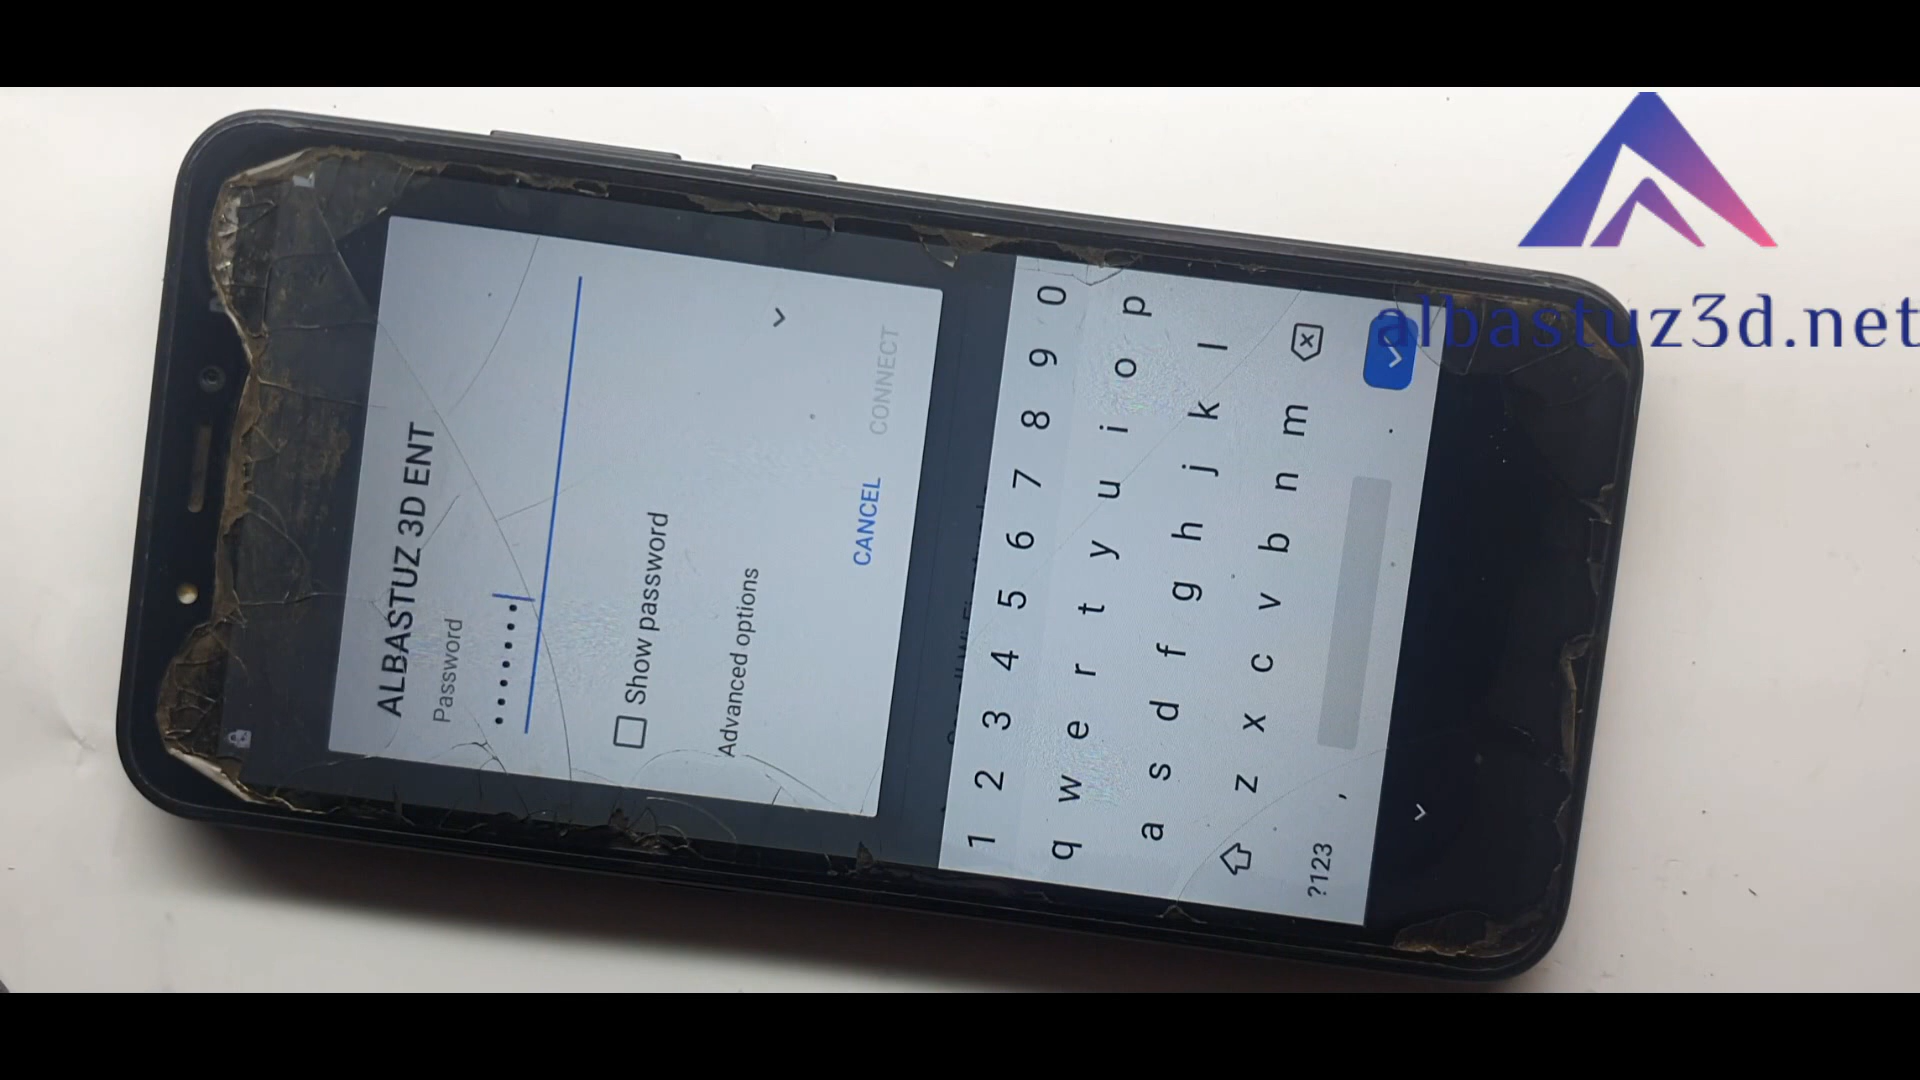 ALBASTUZ 3D ENT
Password
•••••••
Show password
Advanced options
CANCEL CONNECT
1 2 3 4 5 6 7 8 9 0
q w e r t y u i o p
a s d f g h j k l
z x c v b n m
?123 , .
albastuz3d.net